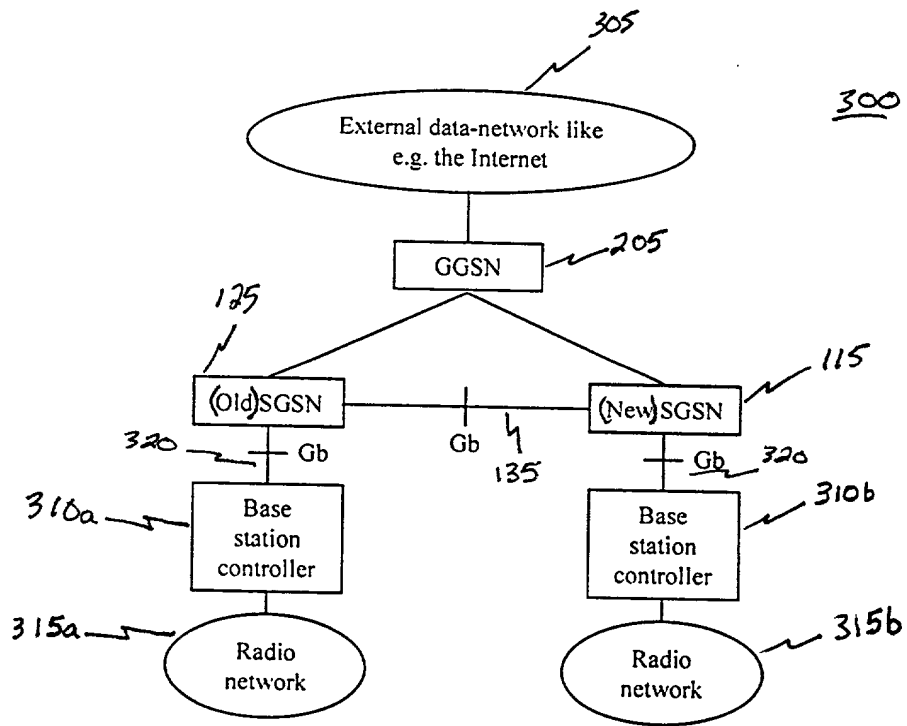 305
300
External data-network like
e.g. the Internet
205
GGSN
125
115
(Old)SGSN
(New)SGSN
Gb
135
320
Gb
Gb
320
310a
310b
Base
station
controller
Base
station
controller
315a
315b
Radio
network
Radio
network